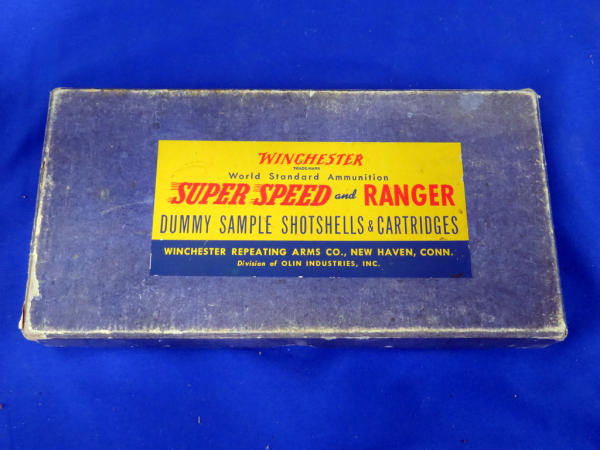 WINCHESTER
TRADE MARK
World Standard Ammunition
SUPER SPEED and RANGER
DUMMY SAMPLE SHOTSHELLS & CARTRIDGES
WINCHESTER REPEATING ARMS CO., NEW HAVEN, CONN.
Division of OLIN INDUSTRIES, INC.